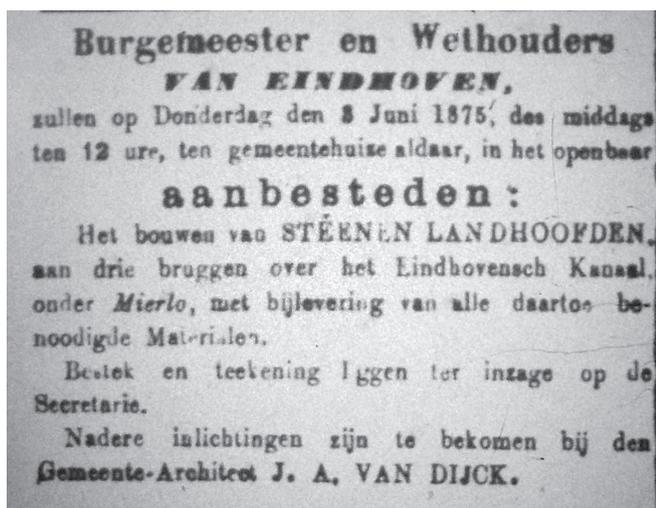 Burgemeester en Wethouders
VAN EINDHOVEN,
zullen op Donderdag den 3 Juni 1875, des middags
ten 12 ure, ten gemeentehuize aldaar, in het openbaar
aanbesteden:
Het bouwen van STEENEN LANDHOOFDEN,
aan drie bruggen over het Eindhovensch Kanaal,
onder Mierlo, met bijlevering van alle daartoe be-
noodigde Materialen.
Bestek en teekening liggen ter inzage op de
Secretarie.
Nadere inlichtingen zijn te bekomen bij den
Gemeente-Architect J. A. VAN DIJCK.